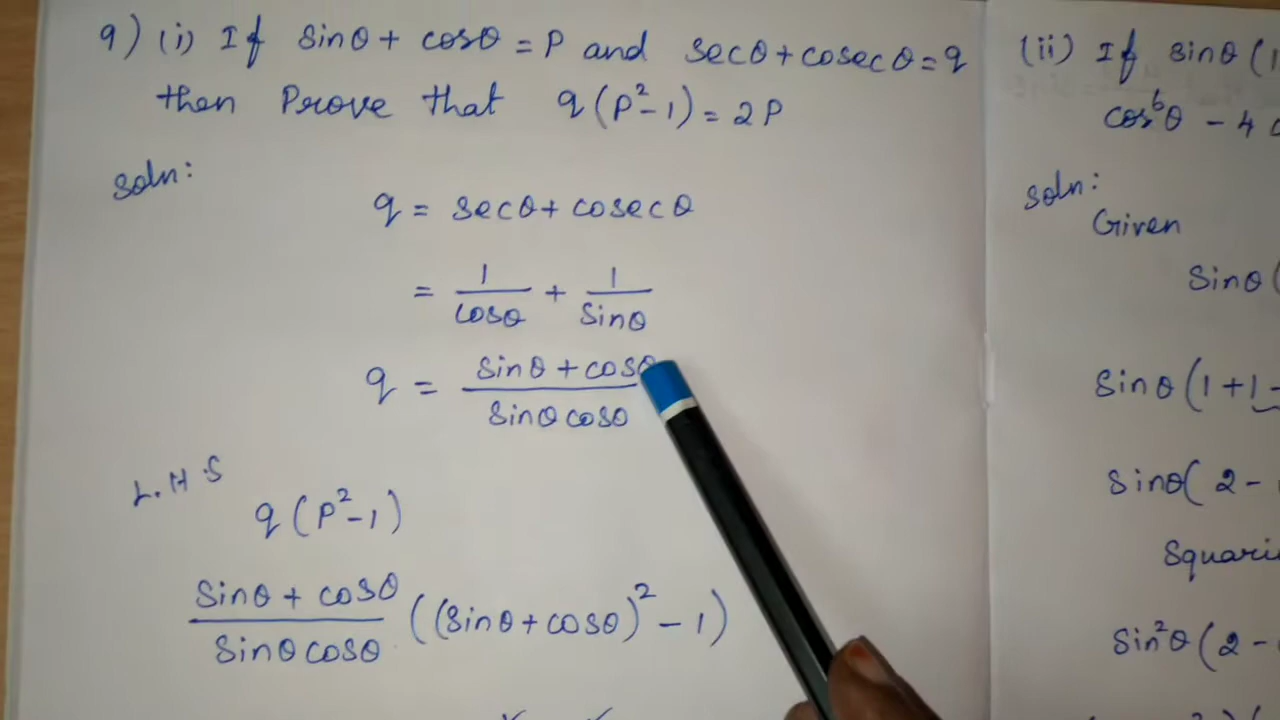 9) (i) If sinθ + cosθ = P and secθ + cosecθ = q
then Prove that q(P²-1) = 2P
Soln:
q = secθ + cosecθ
= 1/cosθ + 1/sinθ
q = sinθ + cosθ / sinθ cosθ
L.H.S
q(P²-1)
sinθ + cosθ / sinθ cosθ ((sinθ + cosθ)² - 1)
(ii) If sinθ (1
cos⁶θ - 4
Soln:
Given
Sinθ (
Sinθ (1+1-
Sinθ( 2 -
Squari
Sin²θ ( 2 -